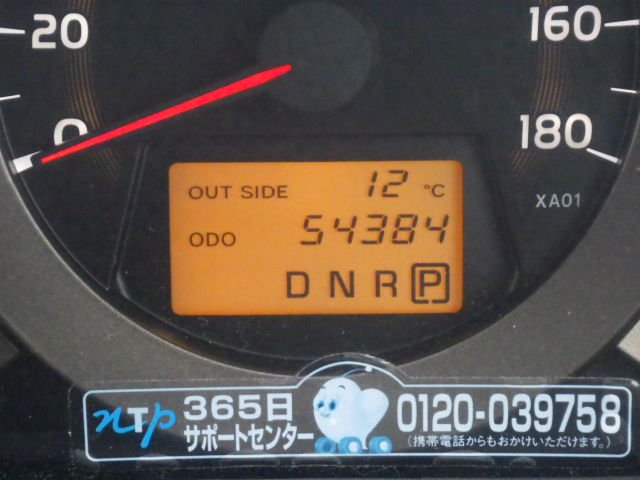 20
160
0
180
OUT SIDE 12 °C
XA01
ODO 54384
D N R P
NTP 365日
サポートセンター
0120-039758
(携帯電話からもおかけいただけます。)